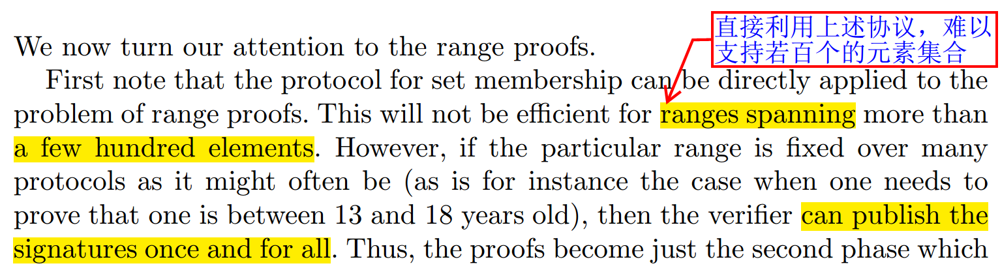 直接利用上述协议，难以
支持若百个的元素集合
We now turn our attention to the range proofs.
First note that the protocol for set membership can be directly applied to the
problem of range proofs. This will not be efficient for ranges spanning more than
a few hundred elements. However, if the particular range is fixed over many
protocols as it might often be (as is for instance the case when one needs to
prove that one is between 13 and 18 years old), then the verifier can publish the
signatures once and for all. Thus, the proofs become just the second phase which